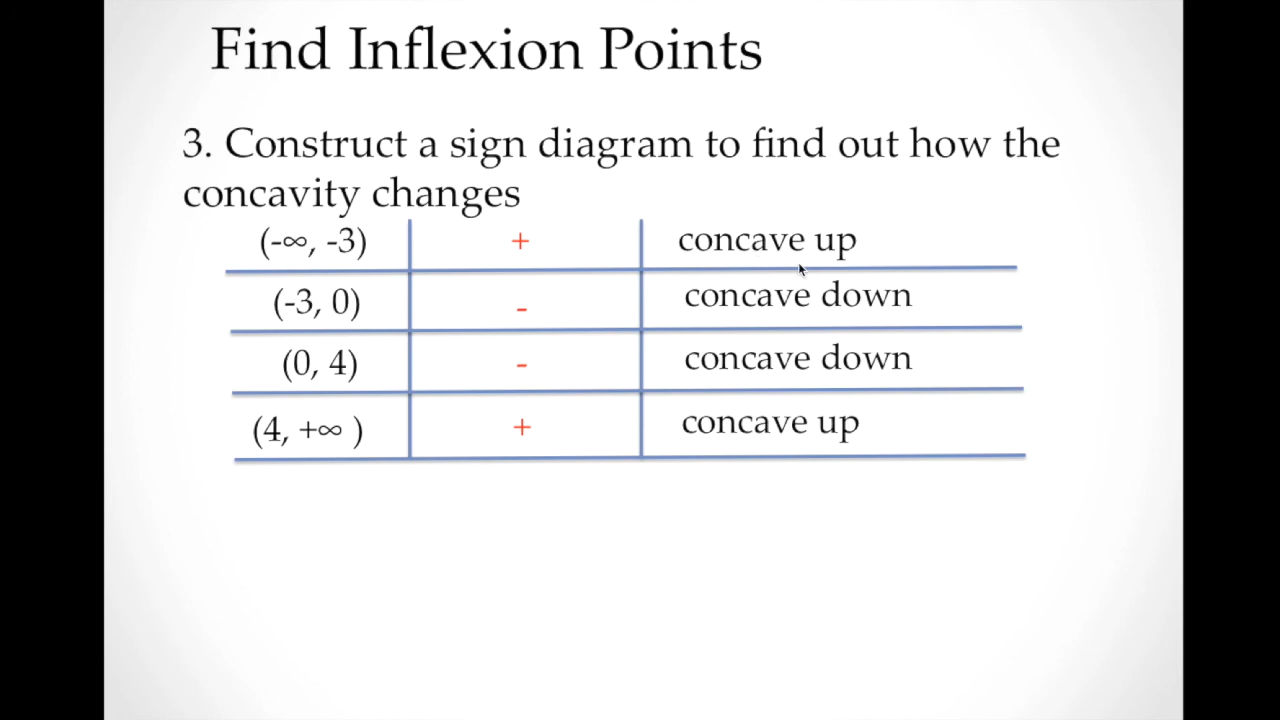 Find Inflexion Points
3. Construct a sign diagram to find out how the
concavity changes
(-∞, -3) + concave up
(-3, 0) - concave down
(0, 4) - concave down
(4, +∞ ) + concave up